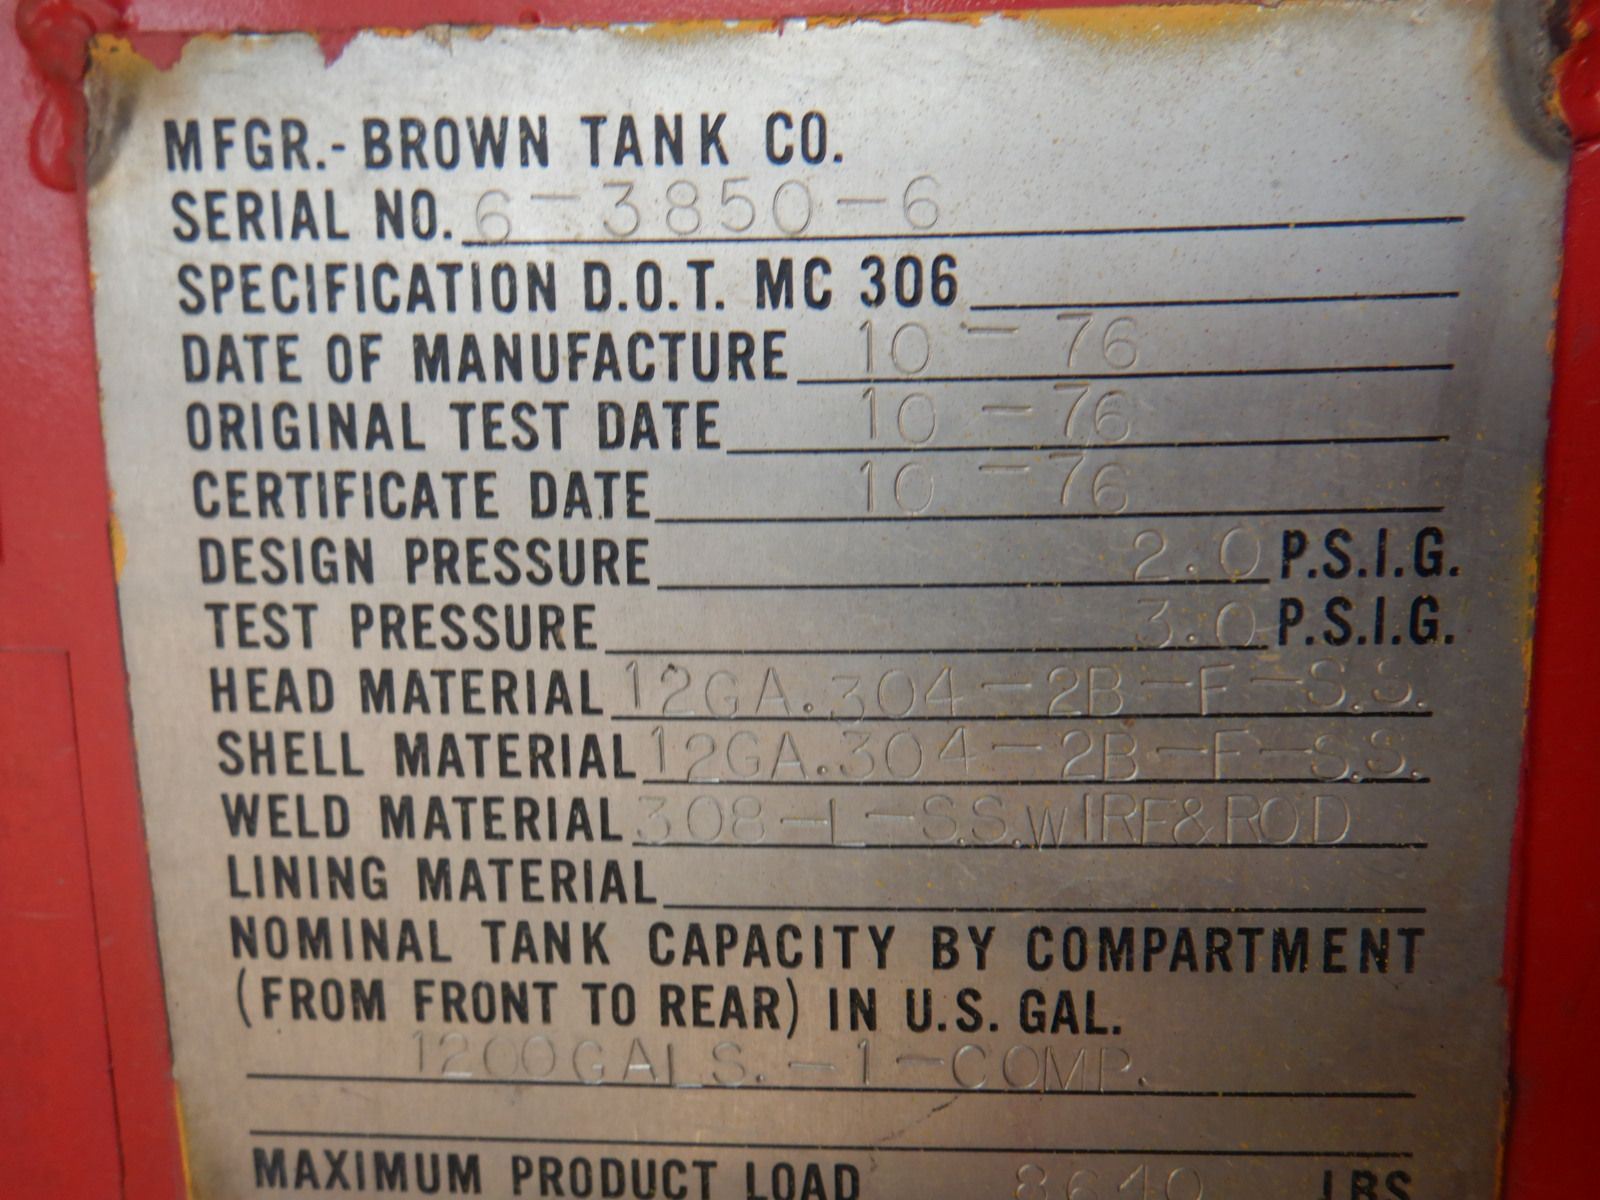 MFGR.-BROWN TANK CO.
SERIAL NO. 6-3850-6
SPECIFICATION D.O.T. MC 306
DATE OF MANUFACTURE 10-76
ORIGINAL TEST DATE 10-76
CERTIFICATE DATE 10-76
DESIGN PRESSURE 2.0 P.S.I.G.
TEST PRESSURE 3.0 P.S.I.G.
HEAD MATERIAL 12GA.304-2B-F-S.S.
SHELL MATERIAL 12GA.304-2B-F-S.S.
WELD MATERIAL 308-L-S.S.WIRE&ROD
LINING MATERIAL
NOMINAL TANK CAPACITY BY COMPARTMENT
(FROM FRONT TO REAR) IN U.S. GAL.
1200GALS.-1-COMP.
MAXIMUM PRODUCT LOAD 8640 LBS